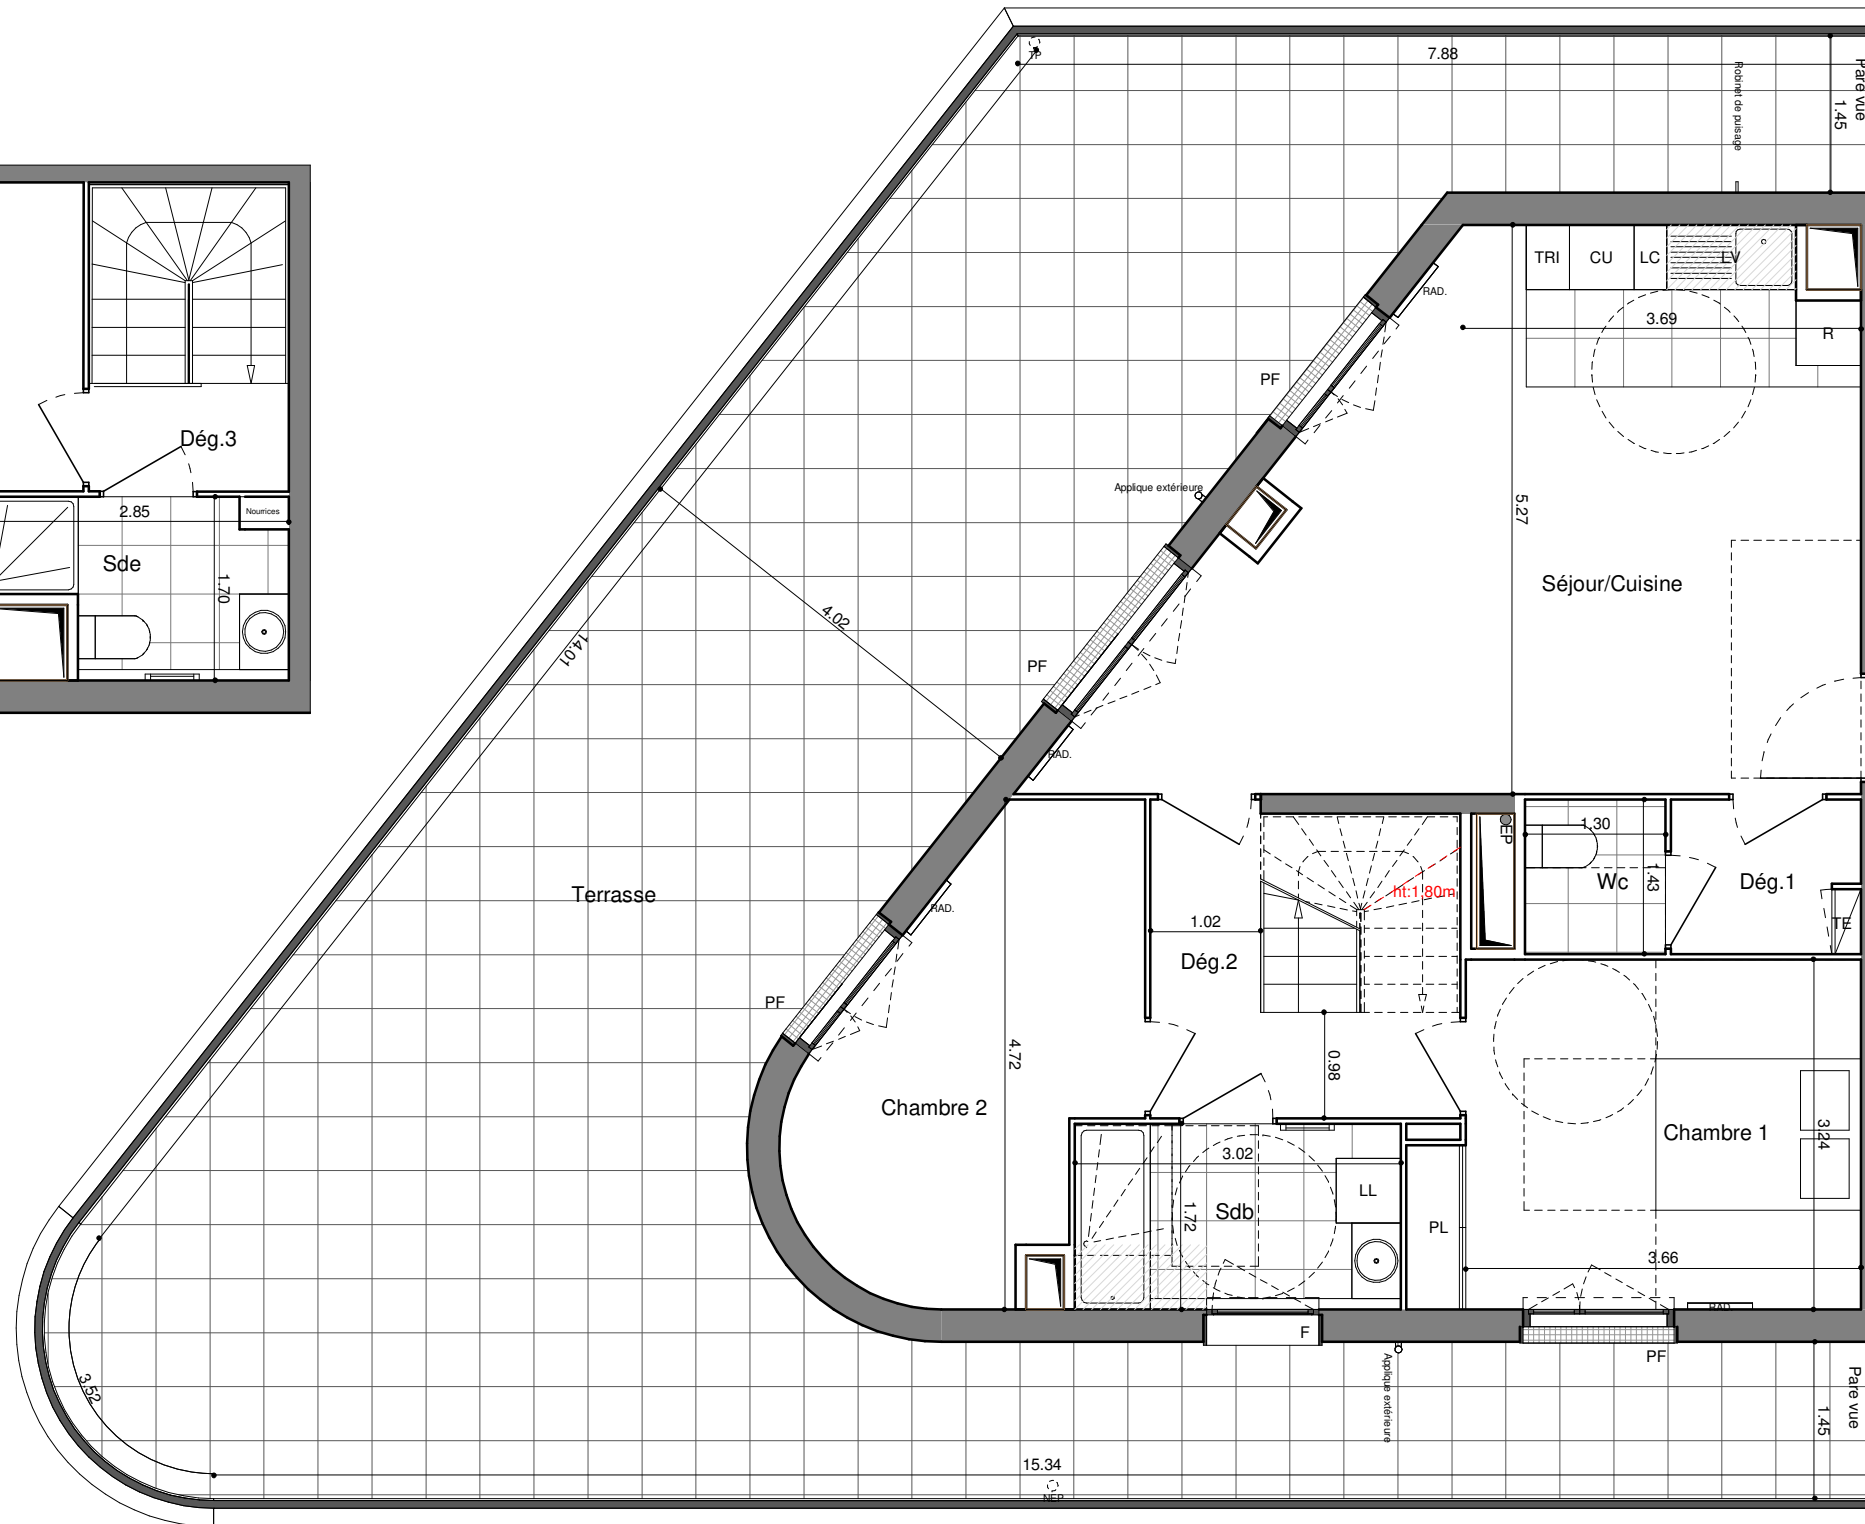 TP
7.88
Robinet de puisage
Pare vue
1.45
TRI
CU
LC
LV
RAD.
3.69
R
PF
Dég.3
Applique extérieure
2.85
Nourrices
5.27
Sde
1.70
Séjour/Cuisine
4.02
14.01
PF
RAD.
EP
1.30
ht:1,80m
Wc
1.43
Dég.1
Terrasse
RAD.
1.02
TE
Dég.2
PF
4.72
0.98
Chambre 2
Chambre 1
3.24
3.02
LL
1.72
Sdb
PL
3.66
RAD.
F
PF
Applique extérieure
Pare vue
1.45
3.52
15.34
NEP